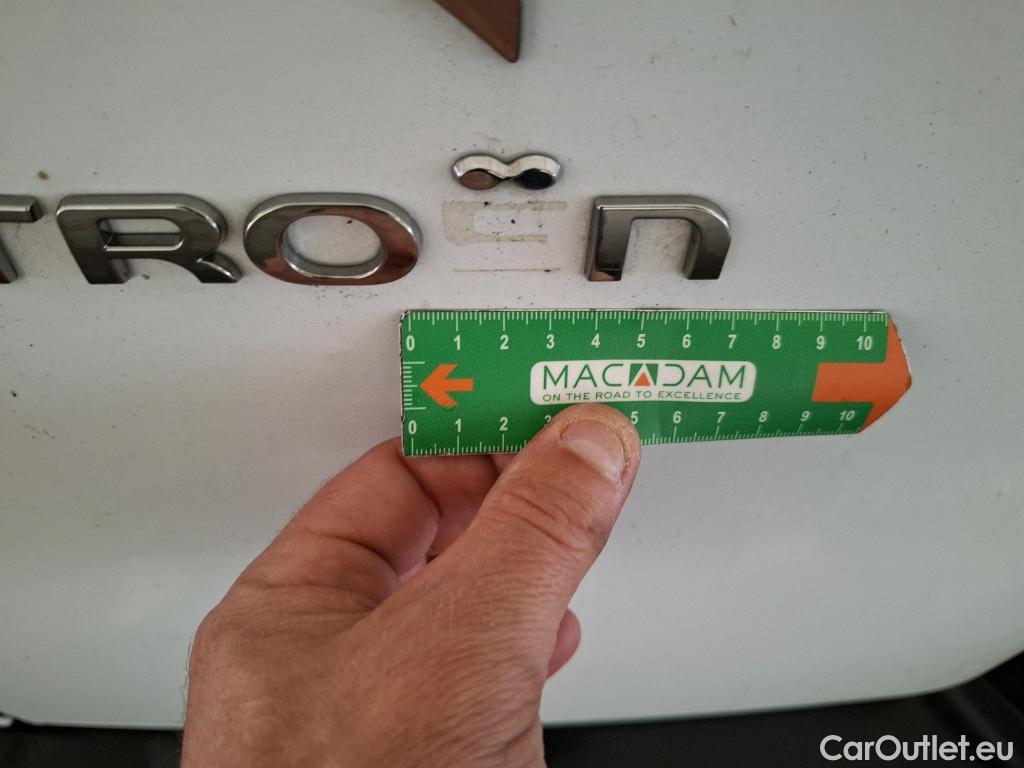 TRO n
0 1 2 3 4 5 6 7 8 9 10
MACADAM
ON THE ROAD TO EXCELLENCE
0 1 2 3 5 6 7 8 9 10
CarOutlet.eu